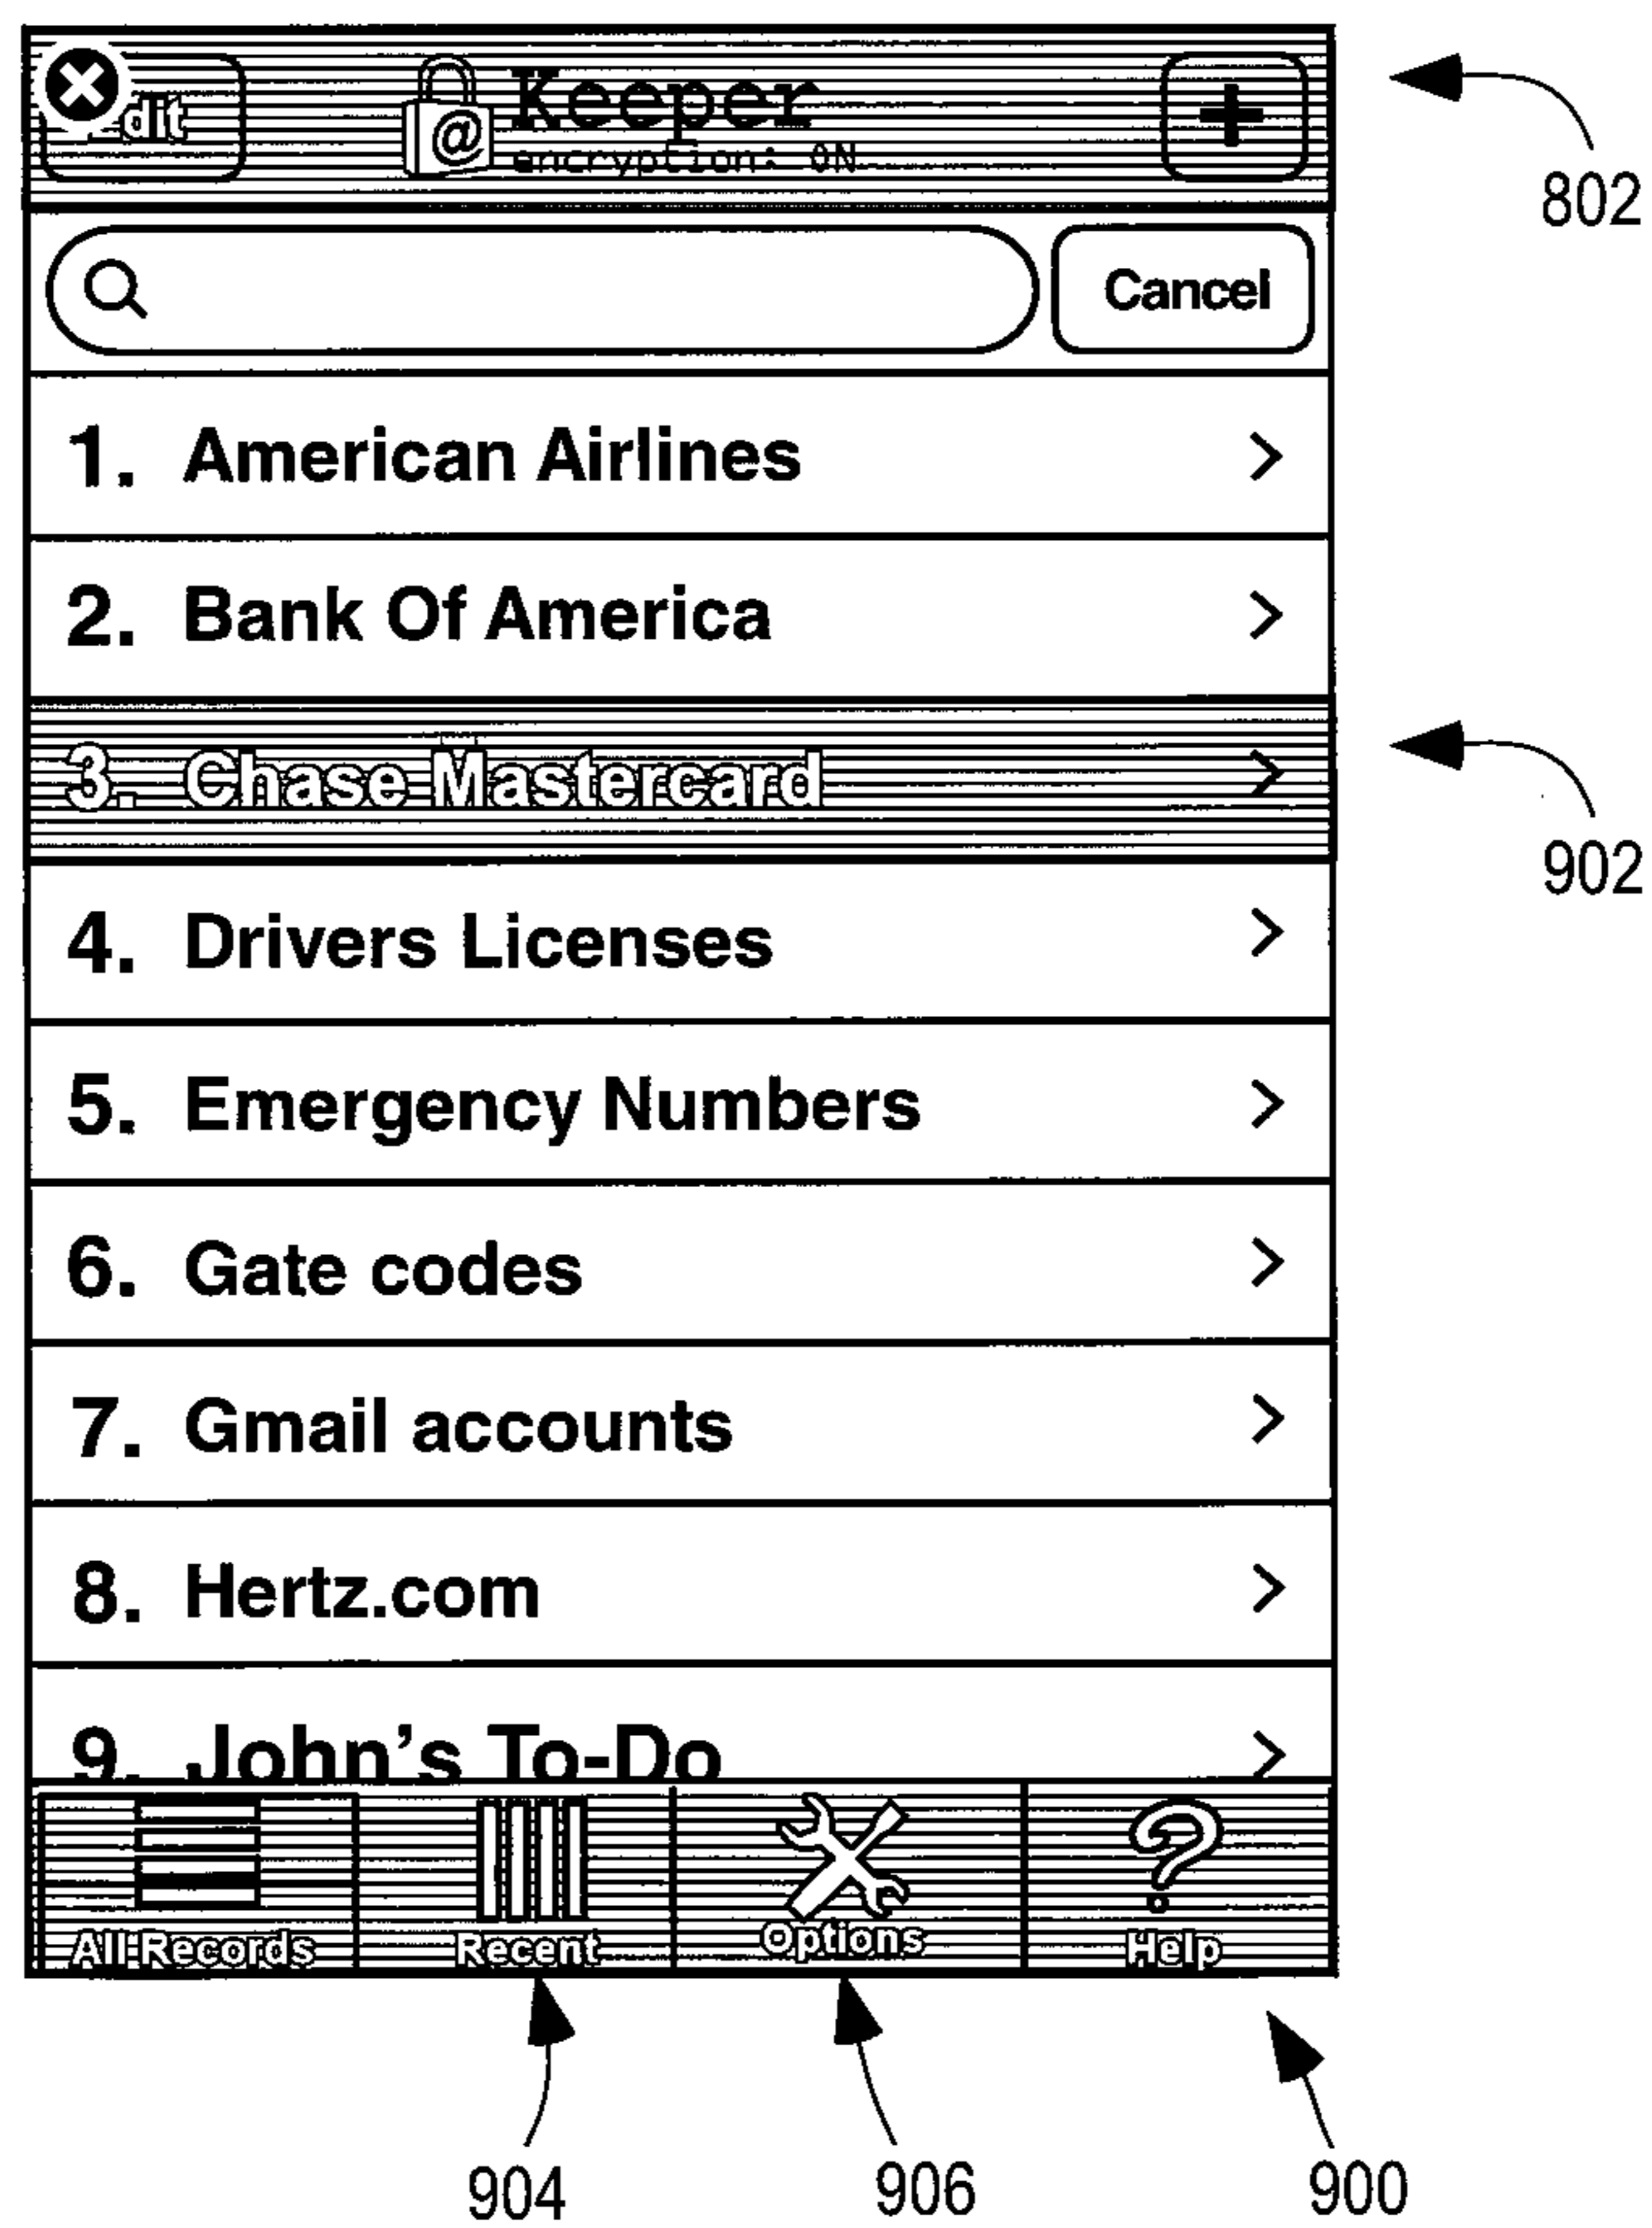 dit
Keeper
encryption: ON
+
802
Cancel
1. American Airlines
2. Bank Of America
3. Chase Mastercard
902
4. Drivers Licenses
5. Emergency Numbers
6. Gate codes
7. Gmail accounts
8. Hertz.com
9. John's To-Do
All Records
Recent
Options
Help
904
906
900